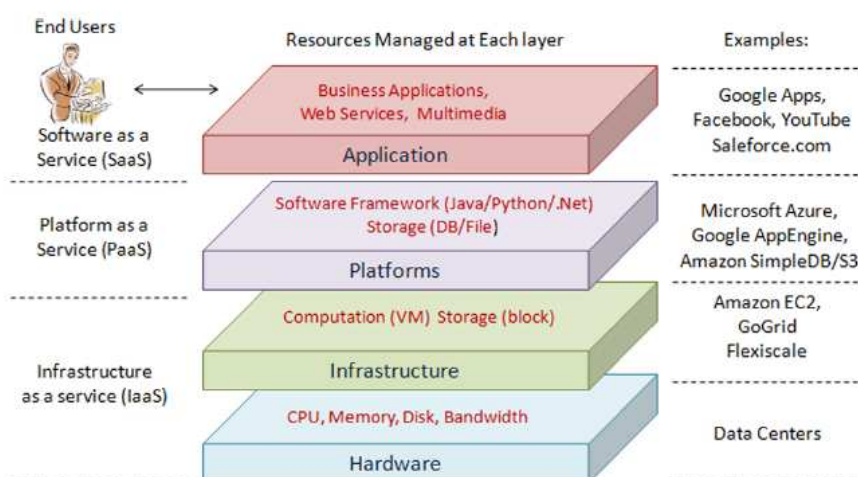 End Users
Resources Managed at Each layer
Examples:
Business Applications,
Web Services, Multimedia
Application
Software as a
Service (SaaS)
Google Apps,
Facebook, YouTube
Saleforce.com
Software Framework (Java/Python/.Net)
Storage (DB/File)
Platforms
Platform as a
Service (PaaS)
Microsoft Azure,
Google AppEngine,
Amazon SimpleDB/S3
Computation (VM) Storage (block)
Infrastructure
Amazon EC2,
GoGrid
Flexiscale
Infrastructure
as a service (IaaS)
CPU, Memory, Disk, Bandwidth
Hardware
Data Centers